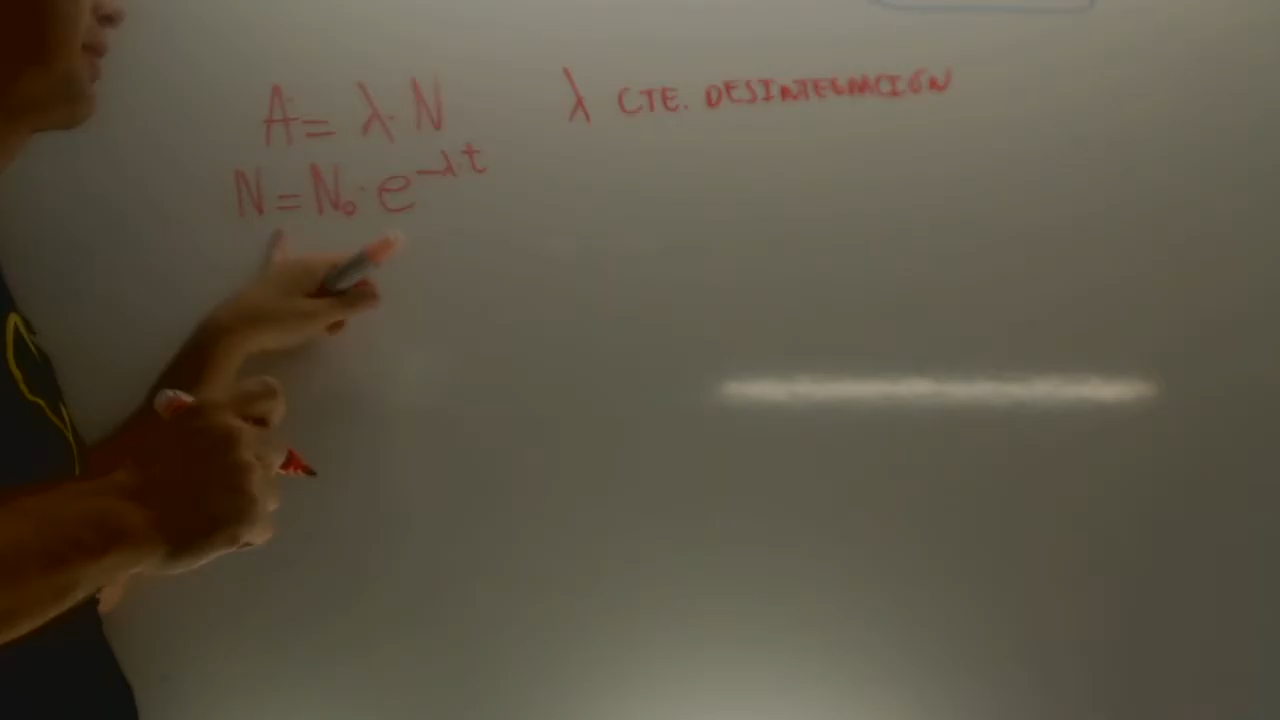 A = λ · N
λ CTE. DESINTEGRACIÓN
N = N₀ · e^-λ·t